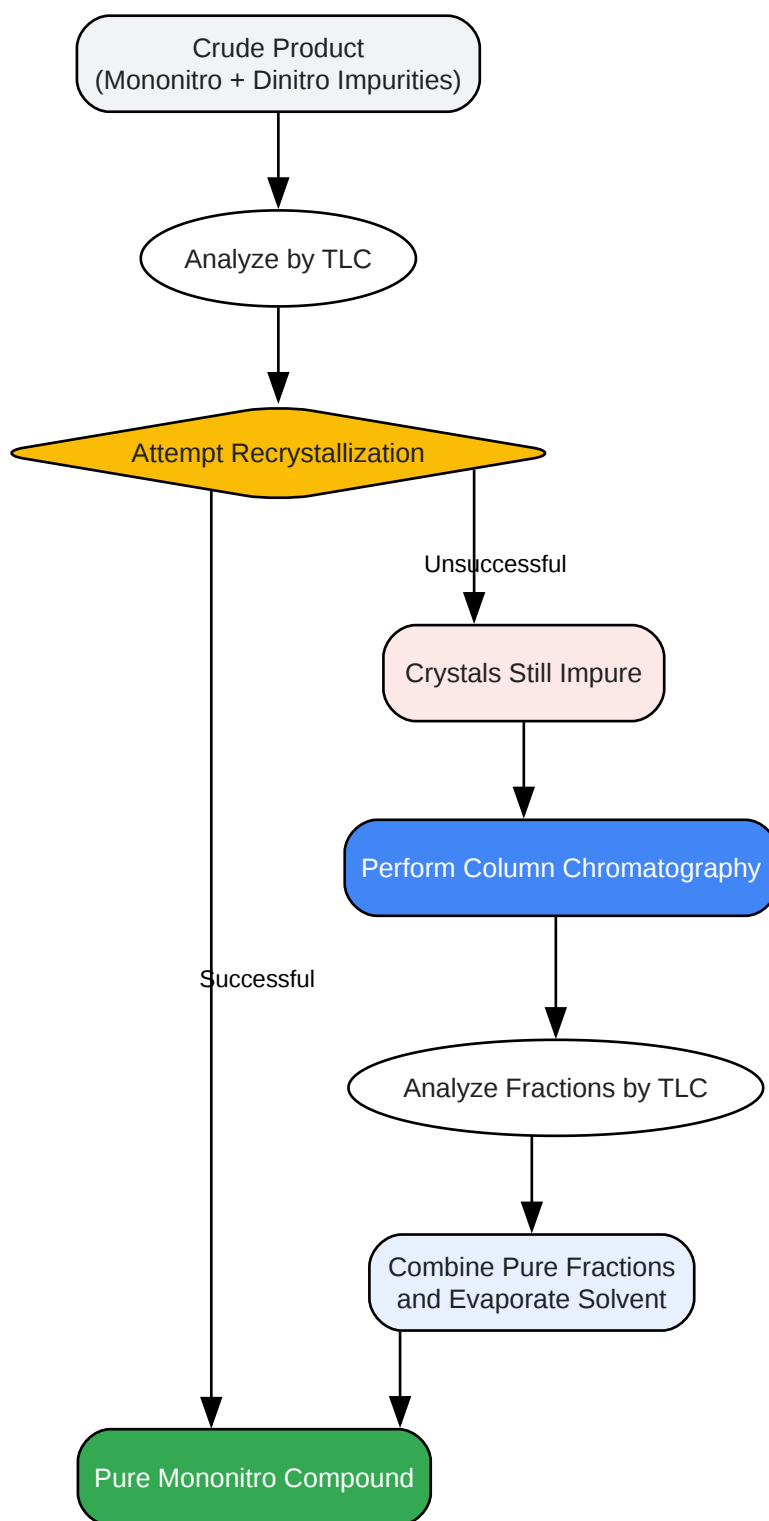 Crude Product
(Mononitro + Dinitro Impurities)
Analyze by TLC
Attempt Recrystallization
Unsuccessful
Crystals Still Impure
Perform Column Chromatography
Successful
Analyze Fractions by TLC
Combine Pure Fractions
and Evaporate Solvent
Pure Mononitro Compound